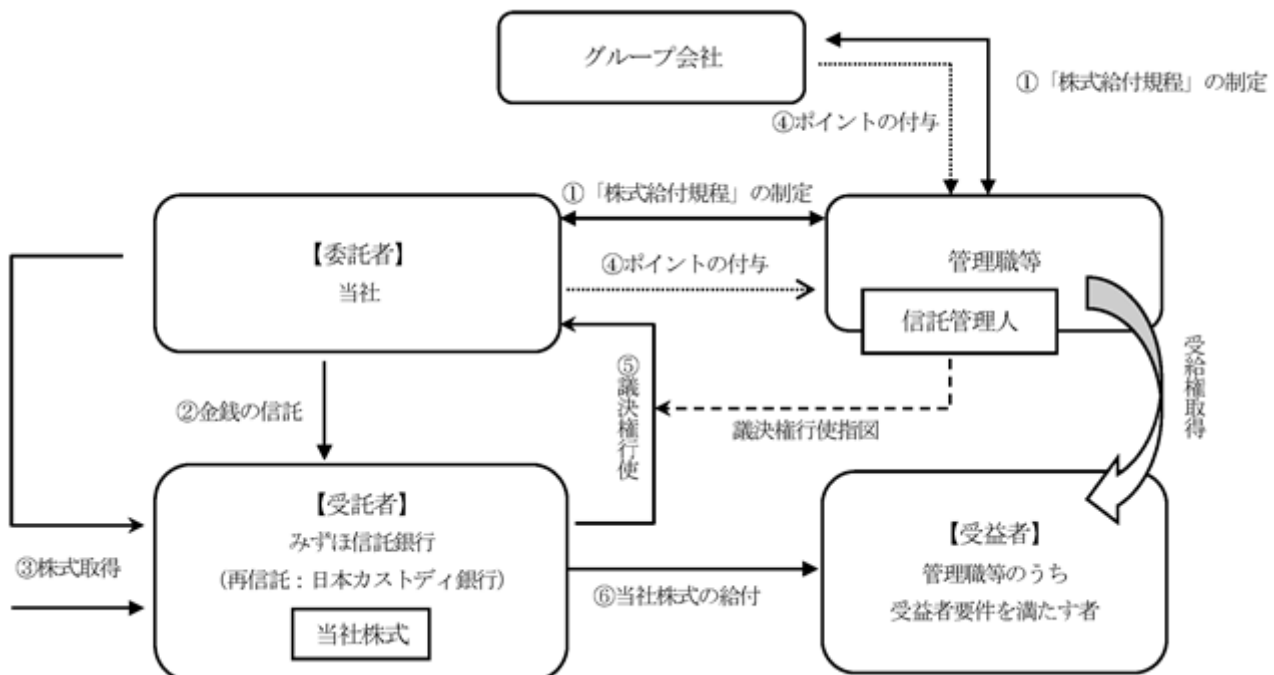 グループ会社
①「株式給付規程」の制定
④ポイントの付与
①「株式給付規程」の制定
【委託者】
当社
④ポイントの付与
管理職等
信託管理人
②金銭の信託
⑤議決権行使
議決権行使指図
受給権取得
③株式取得
【受託者】
みずほ信託銀行
(再信託：日本カストディ銀行)
当社株式
⑥当社株式の給付
【受益者】
管理職等のうち
受益者要件を満たす者